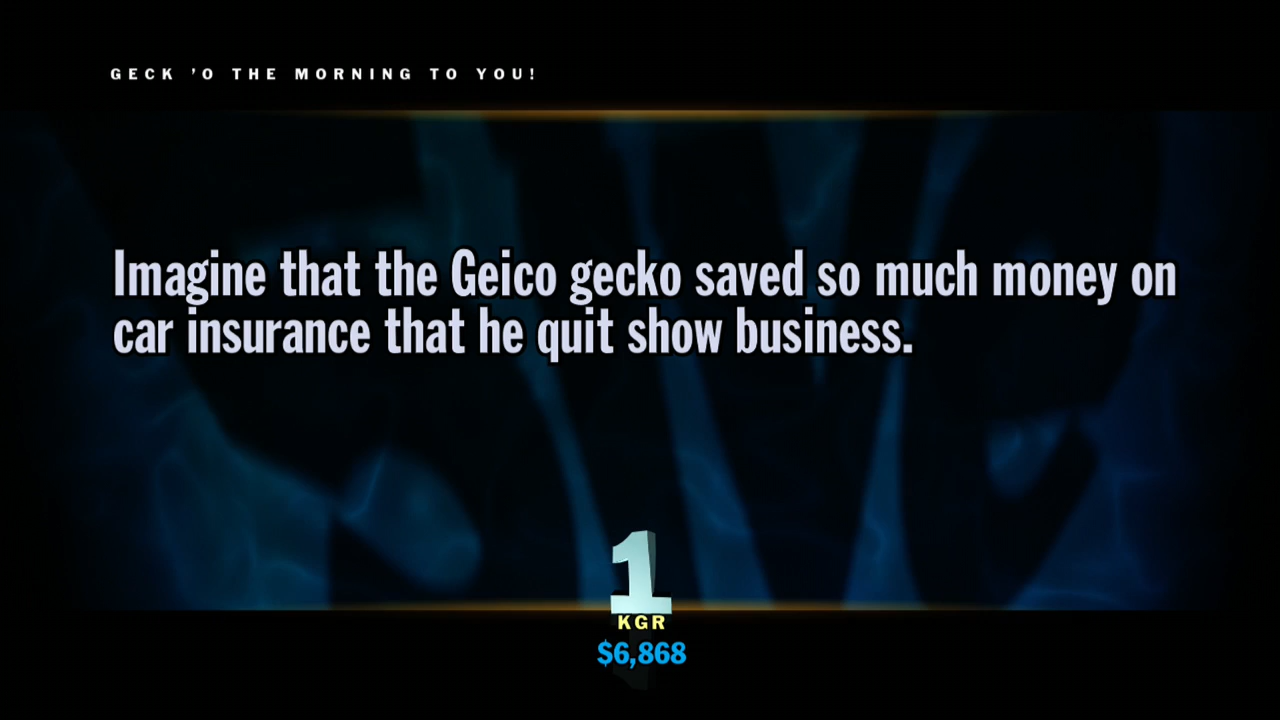 GECK 'O THE MORNING TO YOU!
Imagine that the Geico gecko saved so much money on
car insurance that he quit show business.
1
KGR
$6,868